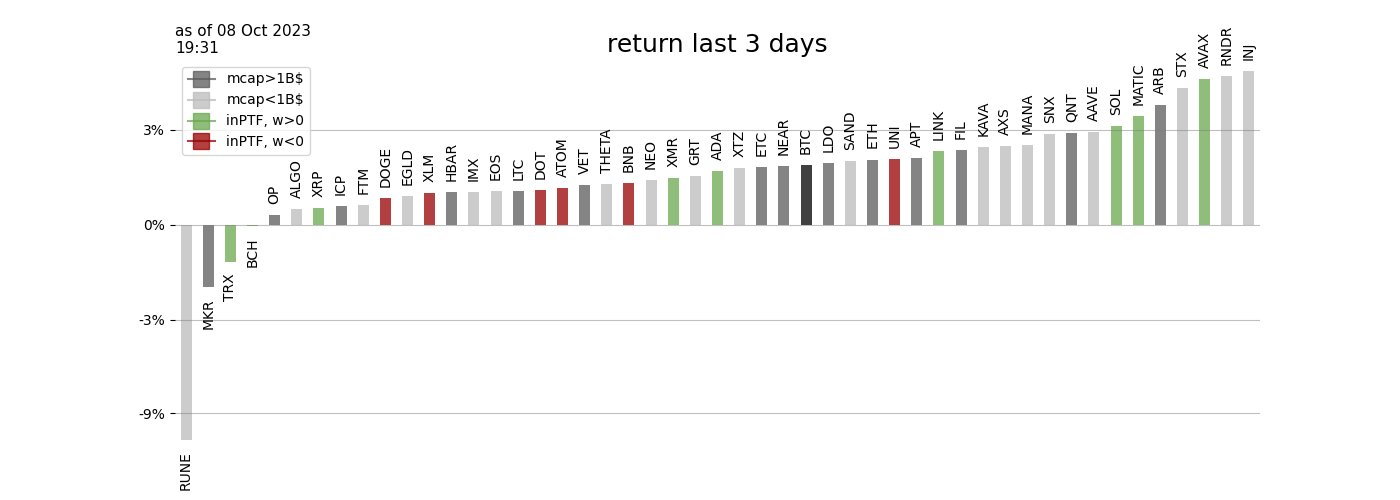 as of 08 Oct 2023
19:31
return last 3 days
mcap>1B$
mcap<1B$
inPTF, w>0
inPTF, w<0
3%
0%
-3%
-9%
RUNE
MKR
TRX
BCH
OP
ALGO
XRP
ICP
FTM
DOGE
EGLD
XLM
HBAR
IMX
EOS
LTC
DOT
ATOM
VET
THETA
BNB
NEO
XMR
GRT
ADA
XTZ
ETC
NEAR
BTC
LDO
SAND
ETH
UNI
APT
LINK
FIL
KAVA
AXS
MANA
SNX
QNT
AAVE
SOL
MATIC
ARB
STX
AVAX
RNDR
INJ